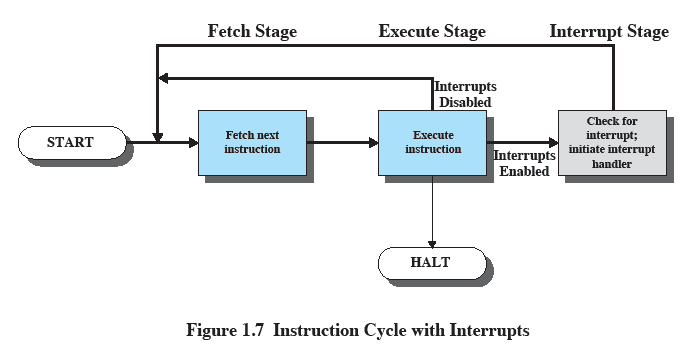 Fetch Stage
Execute Stage
Interrupt Stage
Interrupts
Disabled
START
Fetch next
instruction
Execute
instruction
Interrupts
Enabled
Check for
interrupt;
initiate interrupt
handler
HALT
Figure 1.7 Instruction Cycle with Interrupts